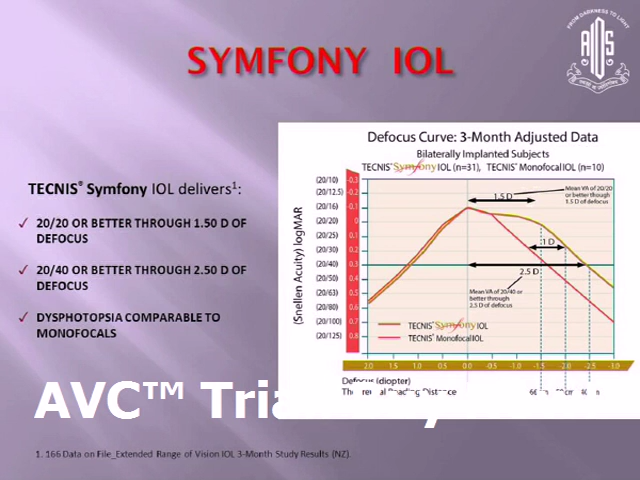 FROM DARKNESS TO LIGHT
SYMFONY IOL
TECNIS® Symfony IOL delivers¹:
✓ 20/20 OR BETTER THROUGH 1.50 D OF
DEFOCUS
✓ 20/40 OR BETTER THROUGH 2.50 D OF
DEFOCUS
✓ DYSPHOTOPSIA COMPARABLE TO
MONOFOCALS
Defocus Curve: 3-Month Adjusted Data
Bilaterally Implanted Subjects
TECNIS® Symfony IOL (n=31), TECNIS® Monofocal IOL (n=10)
(Snellen Acuity) logMAR
(20/10) -0.3
(20/12.5) -0.2
(20/16) -0.1
(20/20) 0
(20/25) 0.1
(20/30) 0.2
(20/40) 0.3
(20/50) 0.4
(20/63) 0.5
(20/80) 0.6
(20/100) 0.7
(20/125) 0.8
1.5 D
Mean VA of 20/20
or better through
1.5 D of defocus
1 D
2.5 D
Mean VA of 20/40 or
better through
2.5 D of defocus
TECNIS® Symfony IOL
TECNIS® Monofocal IOL
2.0 1.5 1.0 0.5 0.0 -0.5 -1.0 -1.5 -2.0 -2.5 -3.0
Defocus (diopter)
Reading Distance
AVC™
1. 166 Data on File_Extended Range of Vision IOL 3-Month Study Results (NZ).